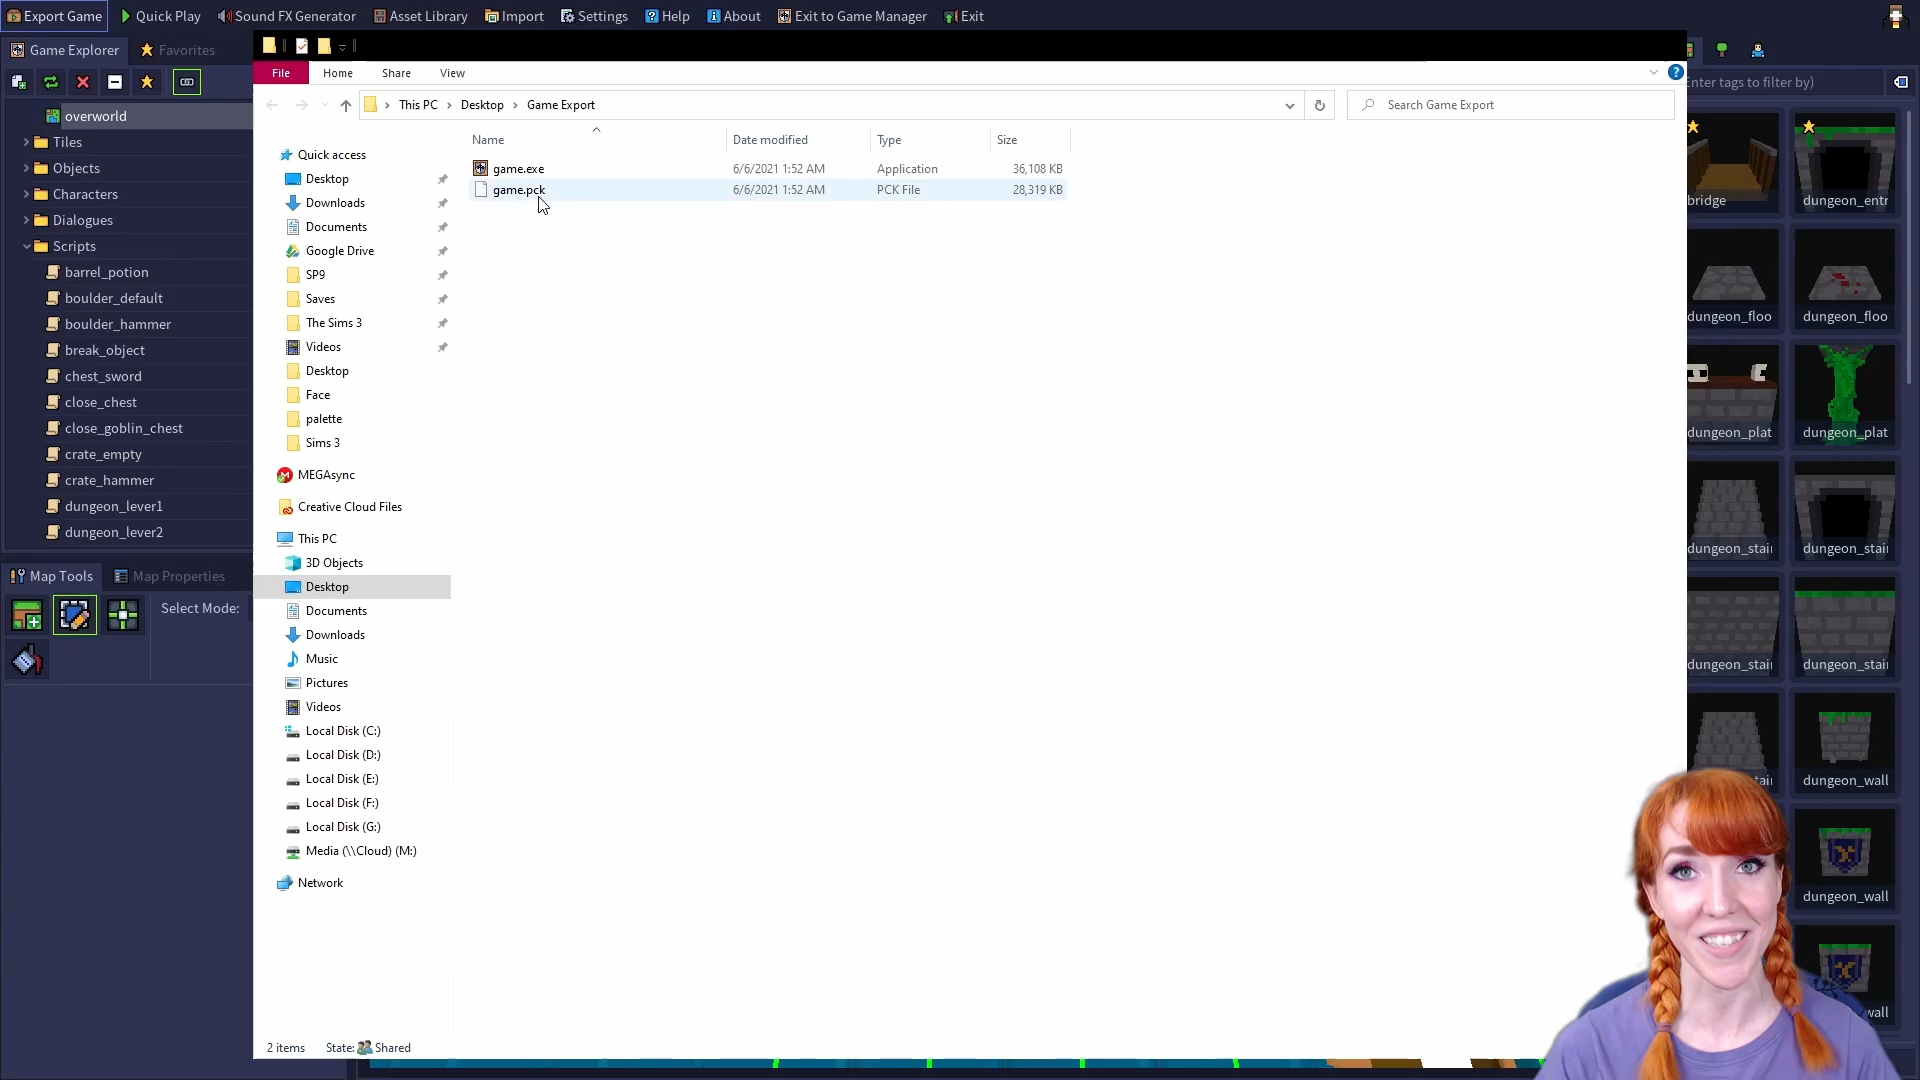 Export Game Quick Play Sound FX Generator Asset Library Import Settings Help About Exit to Game Manager Exit
Game Explorer Favorites
File Home Share View
This PC Desktop Game Export
Search Game Export
Enter tags to filter by)
Name Date modified Type Size
game.exe 6/6/2021 1:52 AM Application 36,108 KB
game.pck 6/6/2021 1:52 AM PCK File 28,319 KB
overworld
Tiles
Objects
Characters
Dialogues
Scripts
barrel_potion
boulder_default
boulder_hammer
break_object
chest_sword
close_chest
close_goblin_chest
crate_empty
crate_hammer
dungeon_lever1
dungeon_lever2
Map Tools Map Properties
Select Mode:
Quick access
Desktop
Downloads
Documents
Google Drive
SP9
Saves
The Sims 3
Videos
Desktop
Face
palette
Sims 3
MEGAsync
Creative Cloud Files
This PC
3D Objects
Desktop
Documents
Downloads
Music
Pictures
Videos
Local Disk (C:)
Local Disk (D:)
Local Disk (E:)
Local Disk (F:)
Local Disk (G:)
Media (\\Cloud) (M:)
Network
2 items State: Shared
bridge dungeon_entr
dungeon_floo dungeon_floo
dungeon_plat dungeon_plat
dungeon_stai dungeon_stai
dungeon_stai dungeon_stai
tai dungeon_wall
dungeon_wall
wall